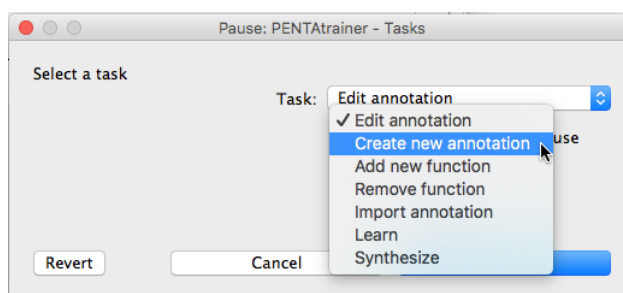 Pause: PENTAtrainer - Tasks
Select a task
Task: Edit annotation
✓ Edit annotation
Create new annotation
use
Add new function
Remove function
Import annotation
Learn
Synthesize
Revert
Cancel